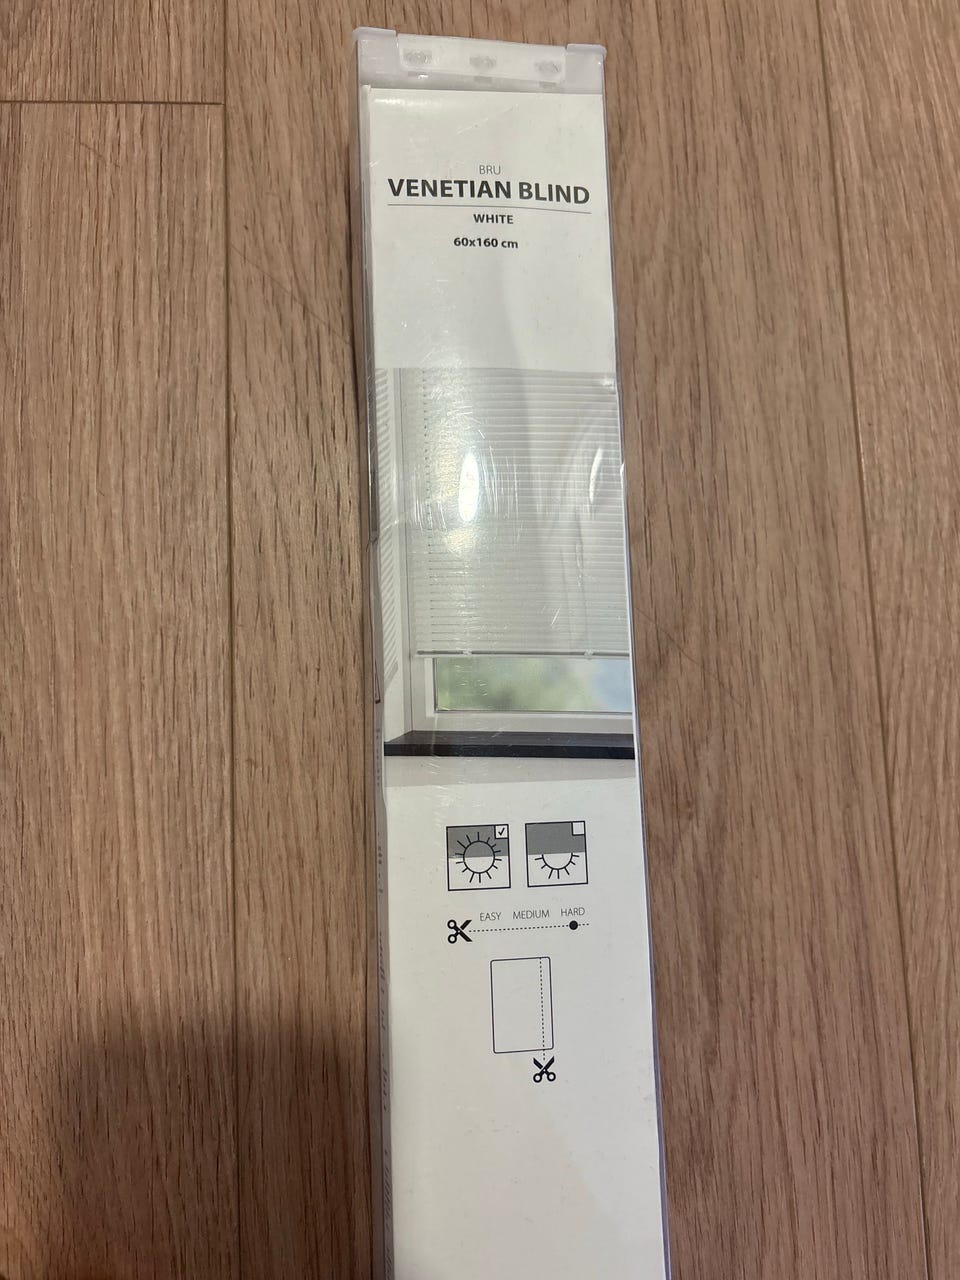 BRU
VENETIAN BLIND
WHITE
60x160 cm
EASY MEDIUM HARD